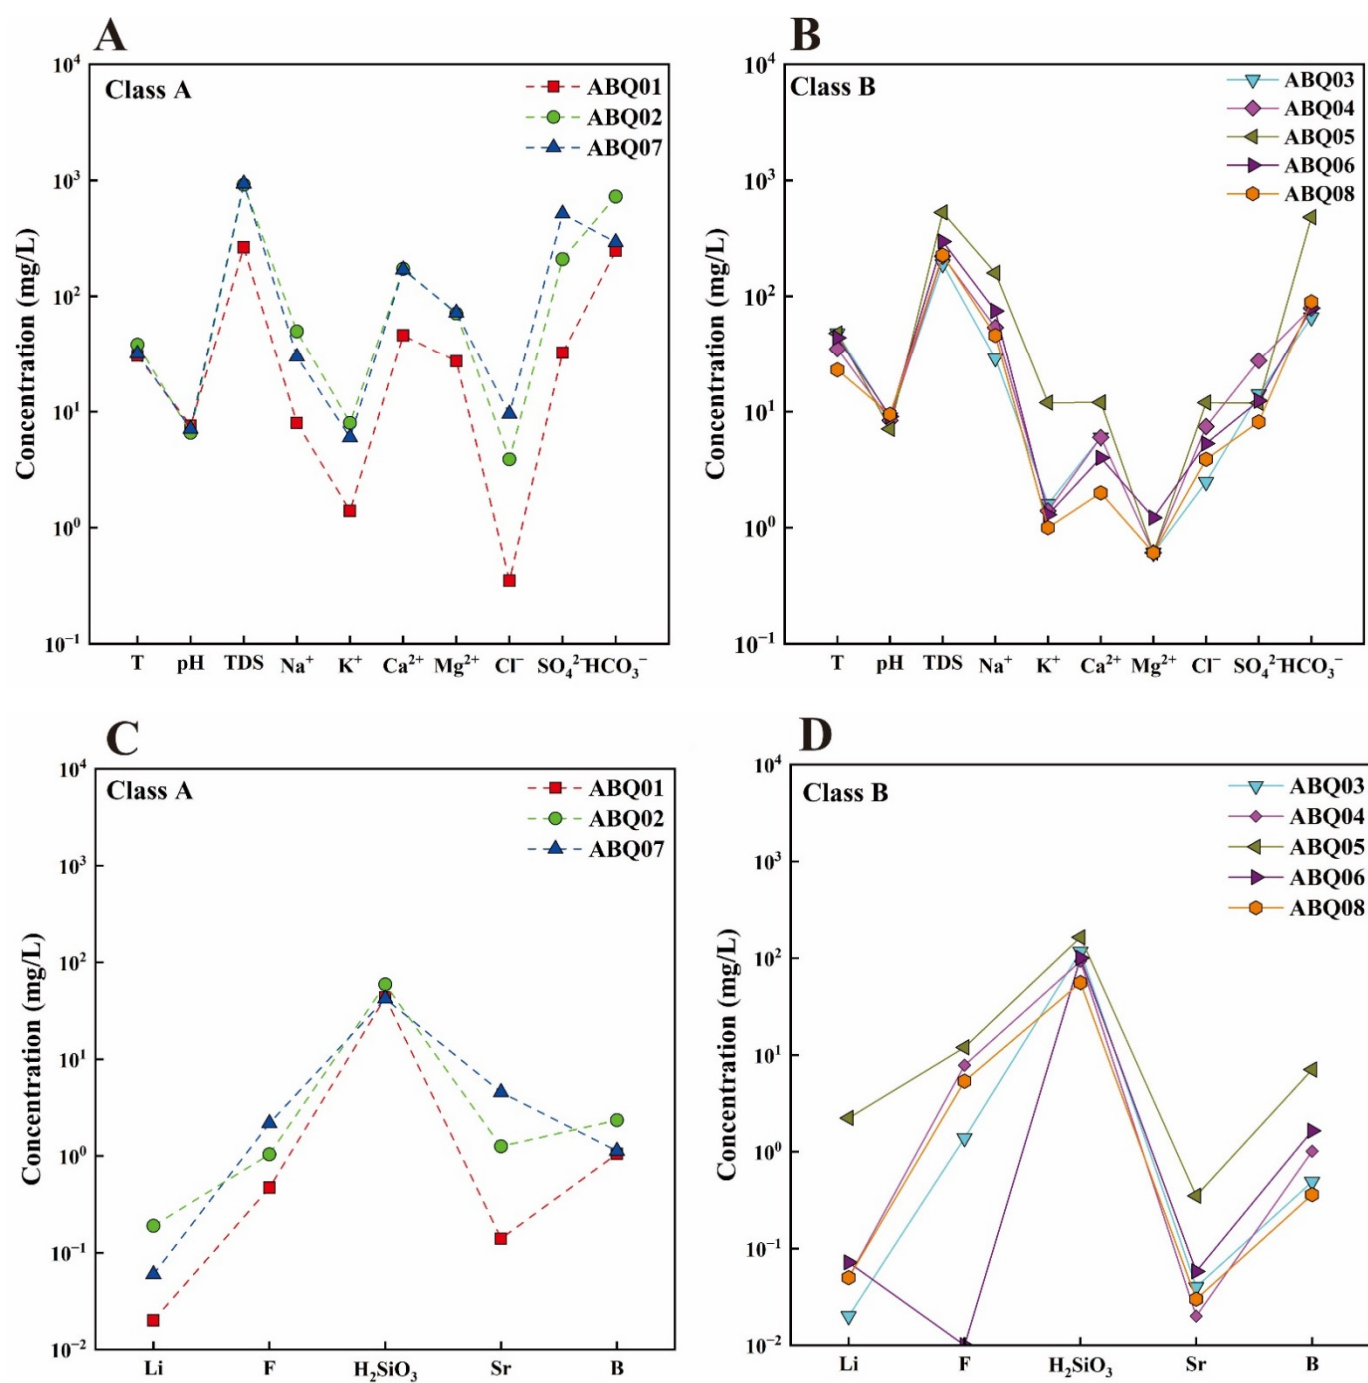 A
Class A
ABQ01
ABQ02
ABQ07
Concentration (mg/L)
10⁴
10³
10²
10¹
10⁰
10⁻¹
T pH TDS Na⁺ K⁺ Ca²⁺ Mg²⁺ Cl⁻ SO₄²⁻ HCO₃⁻
B
Class B
ABQ03
ABQ04
ABQ05
ABQ06
ABQ08
Concentration (mg/L)
10⁴
10³
10²
10¹
10⁰
10⁻¹
T pH TDS Na⁺ K⁺ Ca²⁺ Mg²⁺ Cl⁻ SO₄²⁻ HCO₃⁻
C
Class A
ABQ01
ABQ02
ABQ07
Concentration (mg/L)
10⁴
10³
10²
10¹
10⁰
10⁻¹
10⁻²
Li F H₂SiO₃ Sr B
D
Class B
ABQ03
ABQ04
ABQ05
ABQ06
ABQ08
Concentration (mg/L)
10⁴
10³
10²
10¹
10⁰
10⁻¹
10⁻²
Li F H₂SiO₃ Sr B